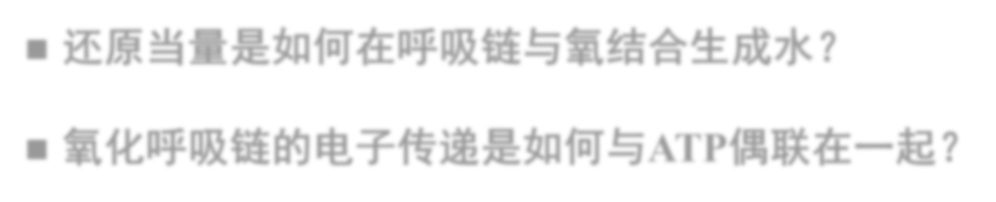 ■ 还原当量是如何在呼吸链与氧结合生成水？
■ 氧化呼吸链的电子传递是如何与ATP偶联在一起？